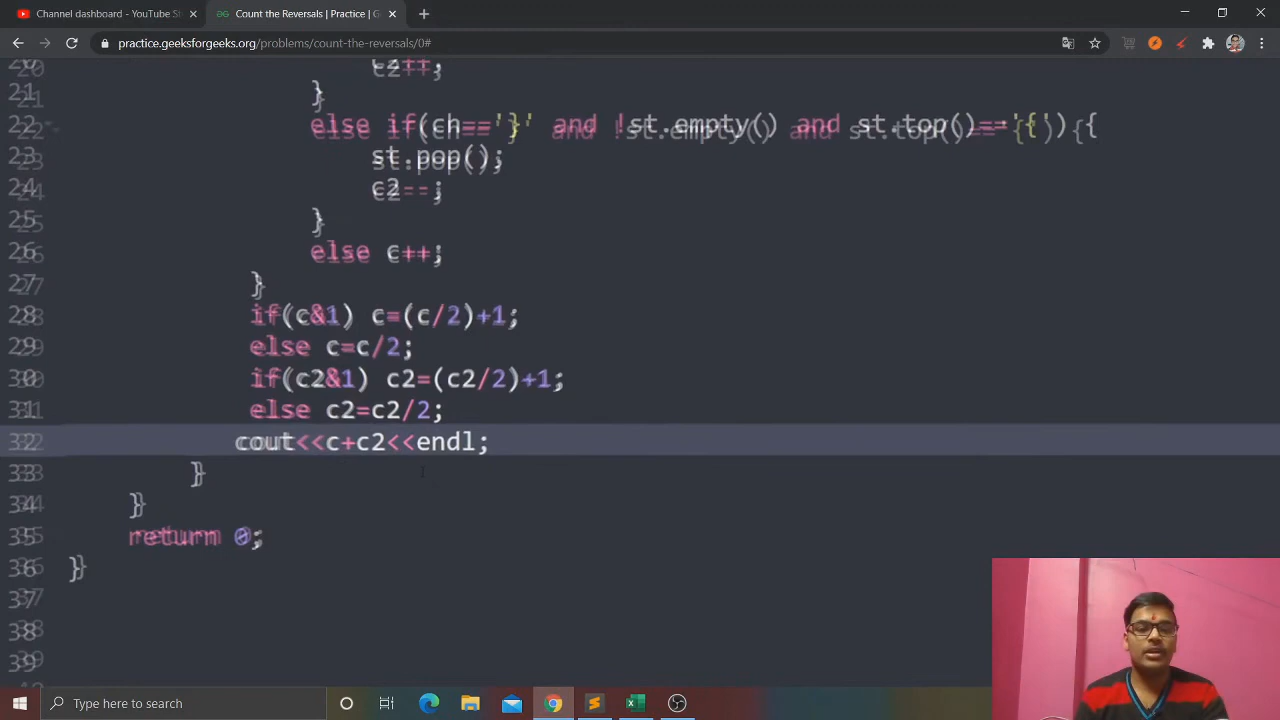 Channel dashboard - YouTube St
Count the Reversals | Practice | G
practice.geeksforgeeks.org/problems/count-the-reversals/0#
20 c2++;
21 }
22 else if(ch=='}' and !st.empty() and st.top()=='{'){
23 st.pop();
24 c2--;
25 }
26 else c++;
27 }
28 if(c&1) c=(c/2)+1;
29 else c=c/2;
30 if(c2&1) c2=(c2/2)+1;
31 else c2=c2/2;
32 cout<<c+c2<<endl;
33 }
34 }
35 return 0;
36 }
37
38
39
Type here to search